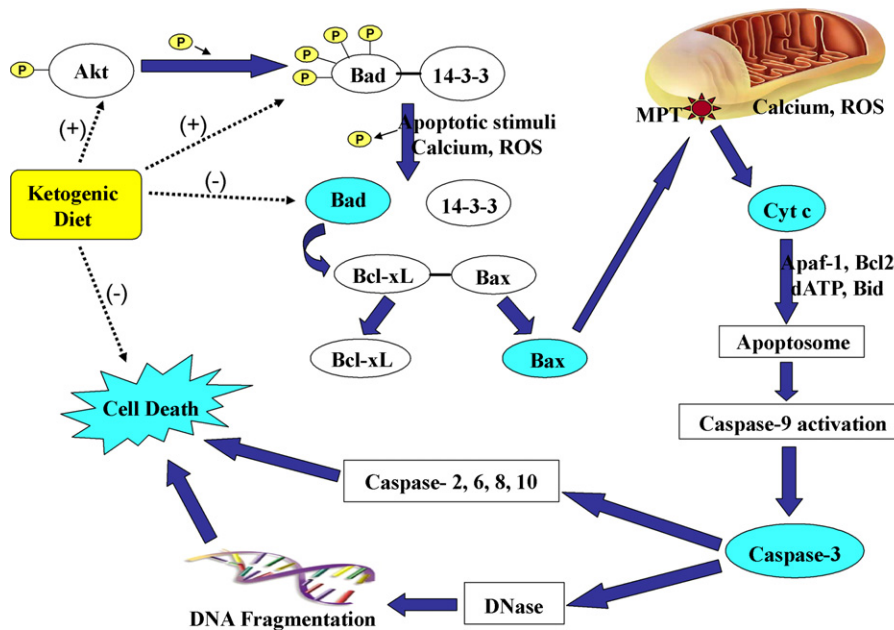 P
P
P
P
P
P
Akt
Bad
14-3-3
(+)
(+)
P
Apoptotic stimuli
Calcium, ROS
MPT
Calcium, ROS
Ketogenic
Diet
(-)
Bad
14-3-3
Cyt c
(-)
Bcl-xL
Bax
Apaf-1, Bcl2
dATP, Bid
Bcl-xL
Bax
Apoptosome
Cell Death
Caspase-9 activation
Caspase- 2, 6, 8, 10
Caspase-3
DNase
DNA Fragmentation